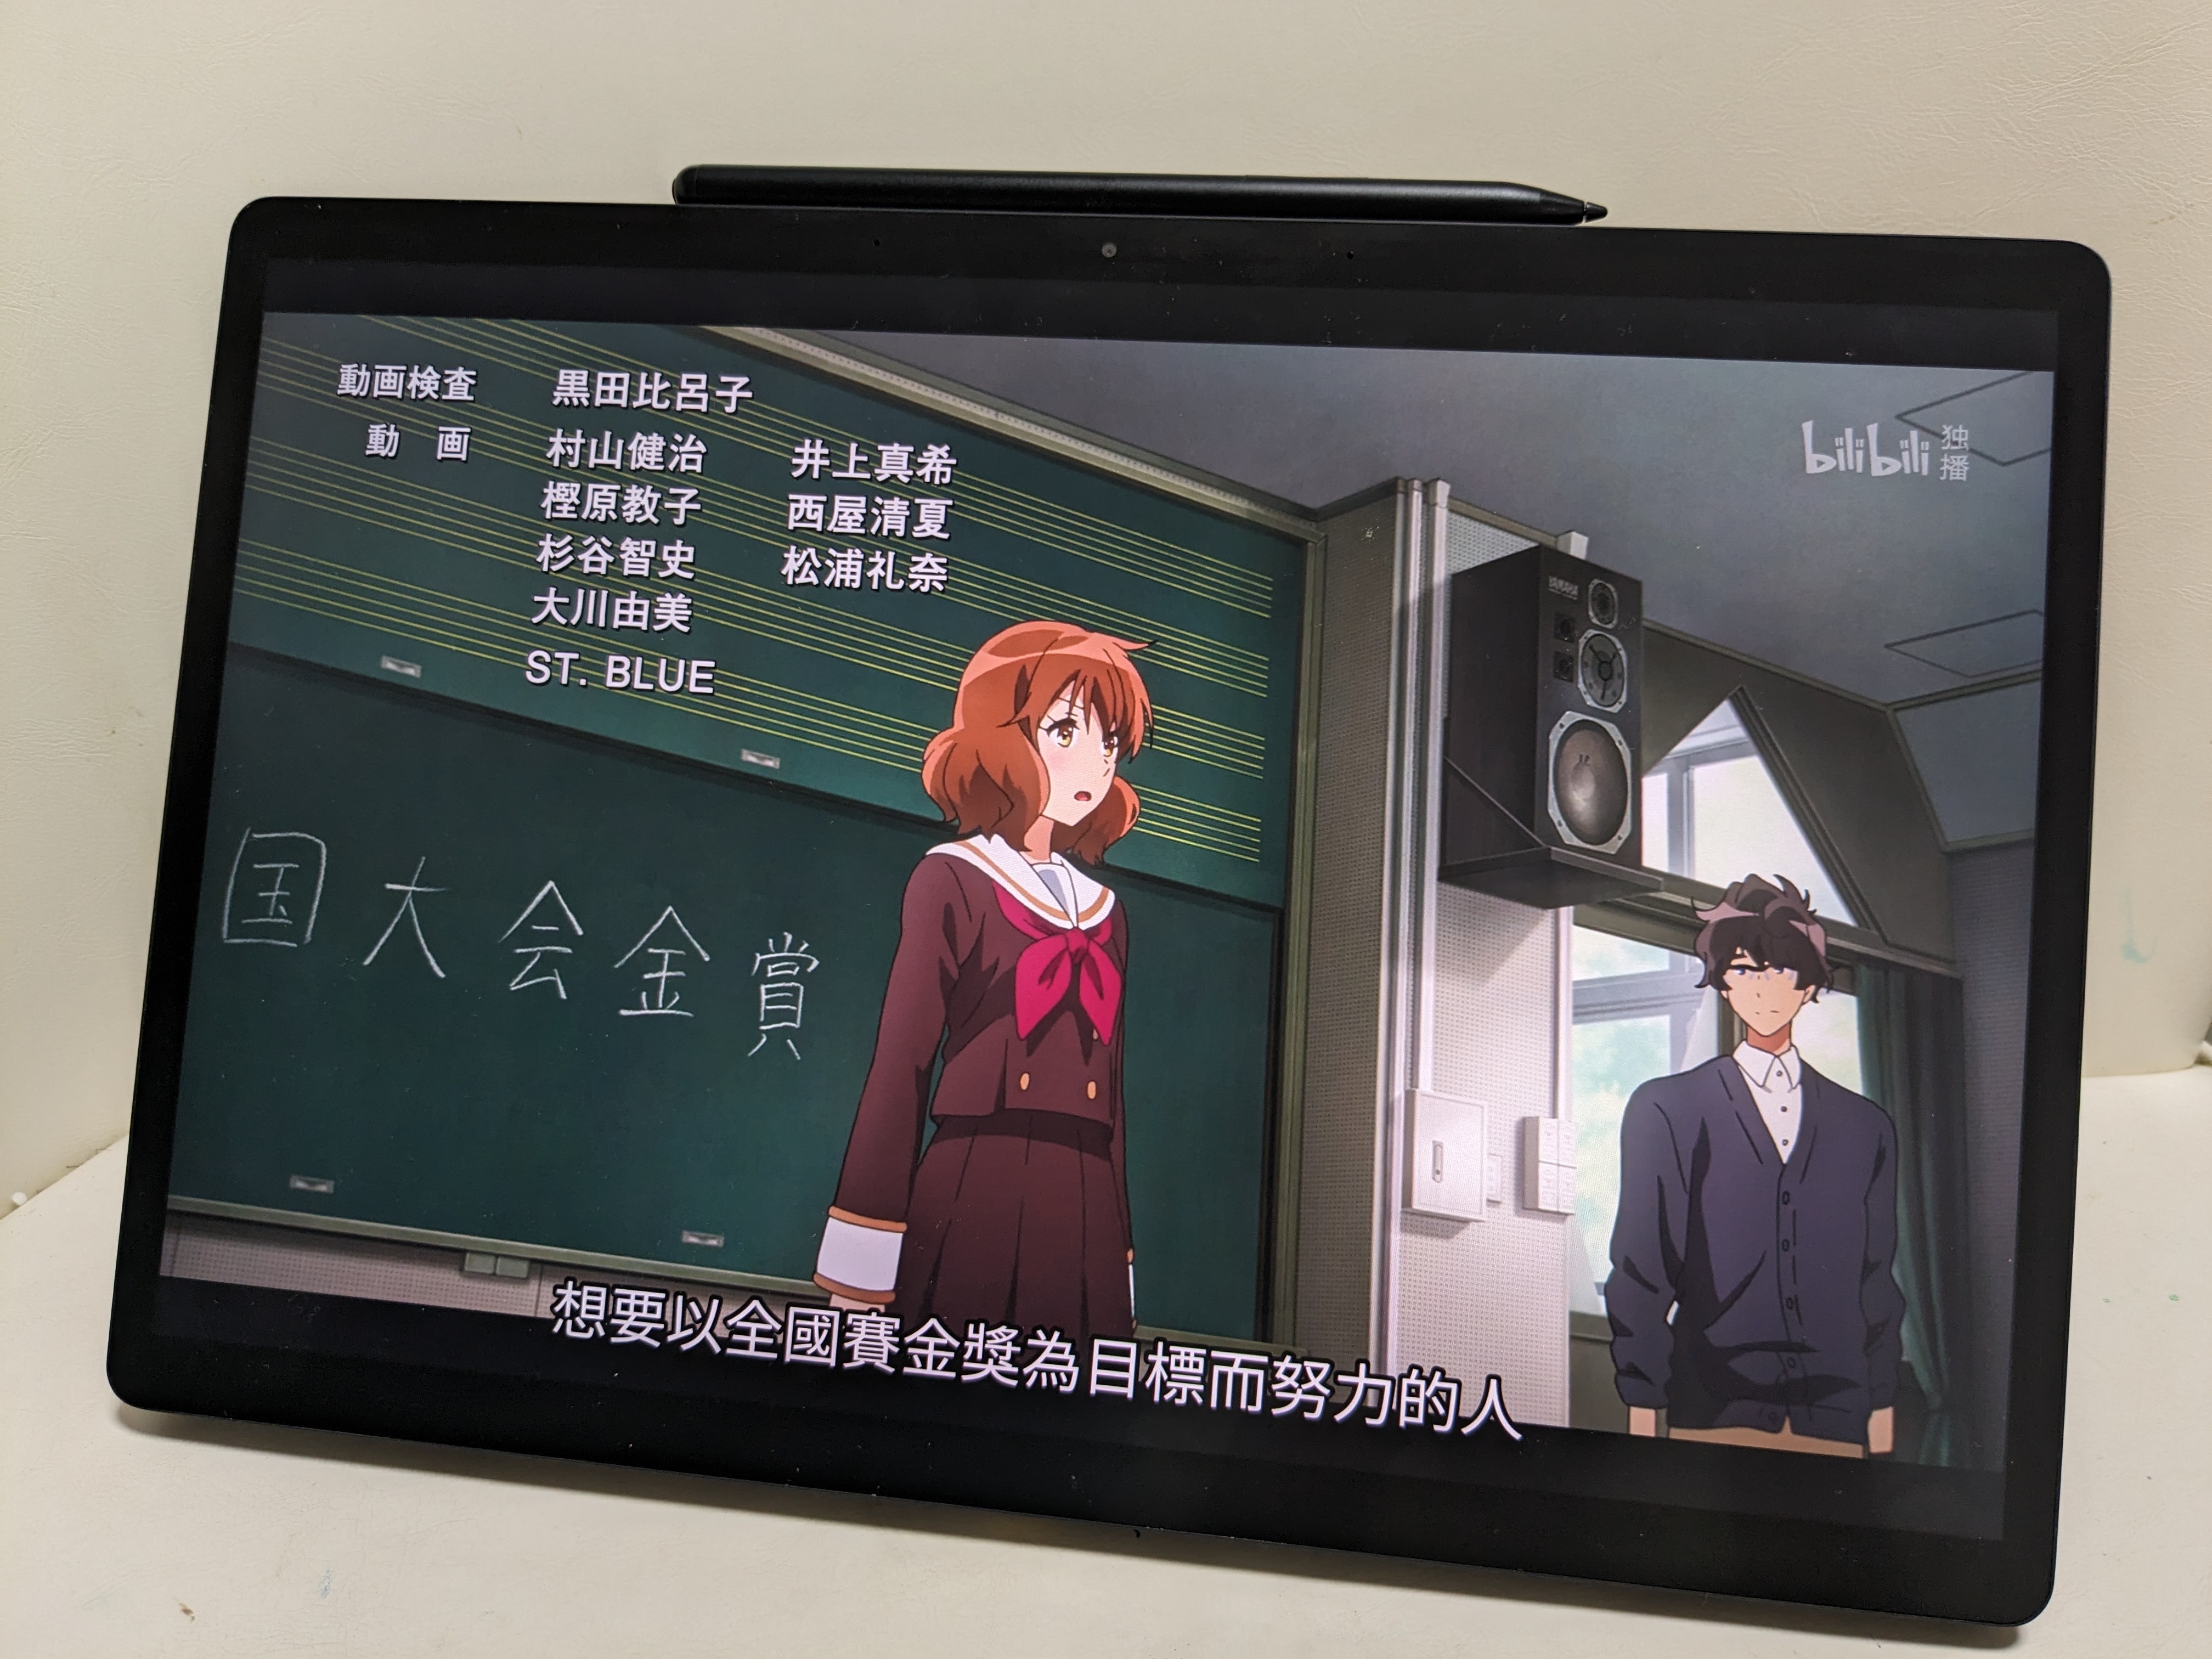 動画検査 黒田比呂子
動 画 村山健治 井上真希
樫原教子 西屋清夏
杉谷智史 松浦礼奈
大川由美
ST. BLUE
bilibili 独播
YAMAHA
国大会金賞
想要以全國賽金獎為目標而努力的人